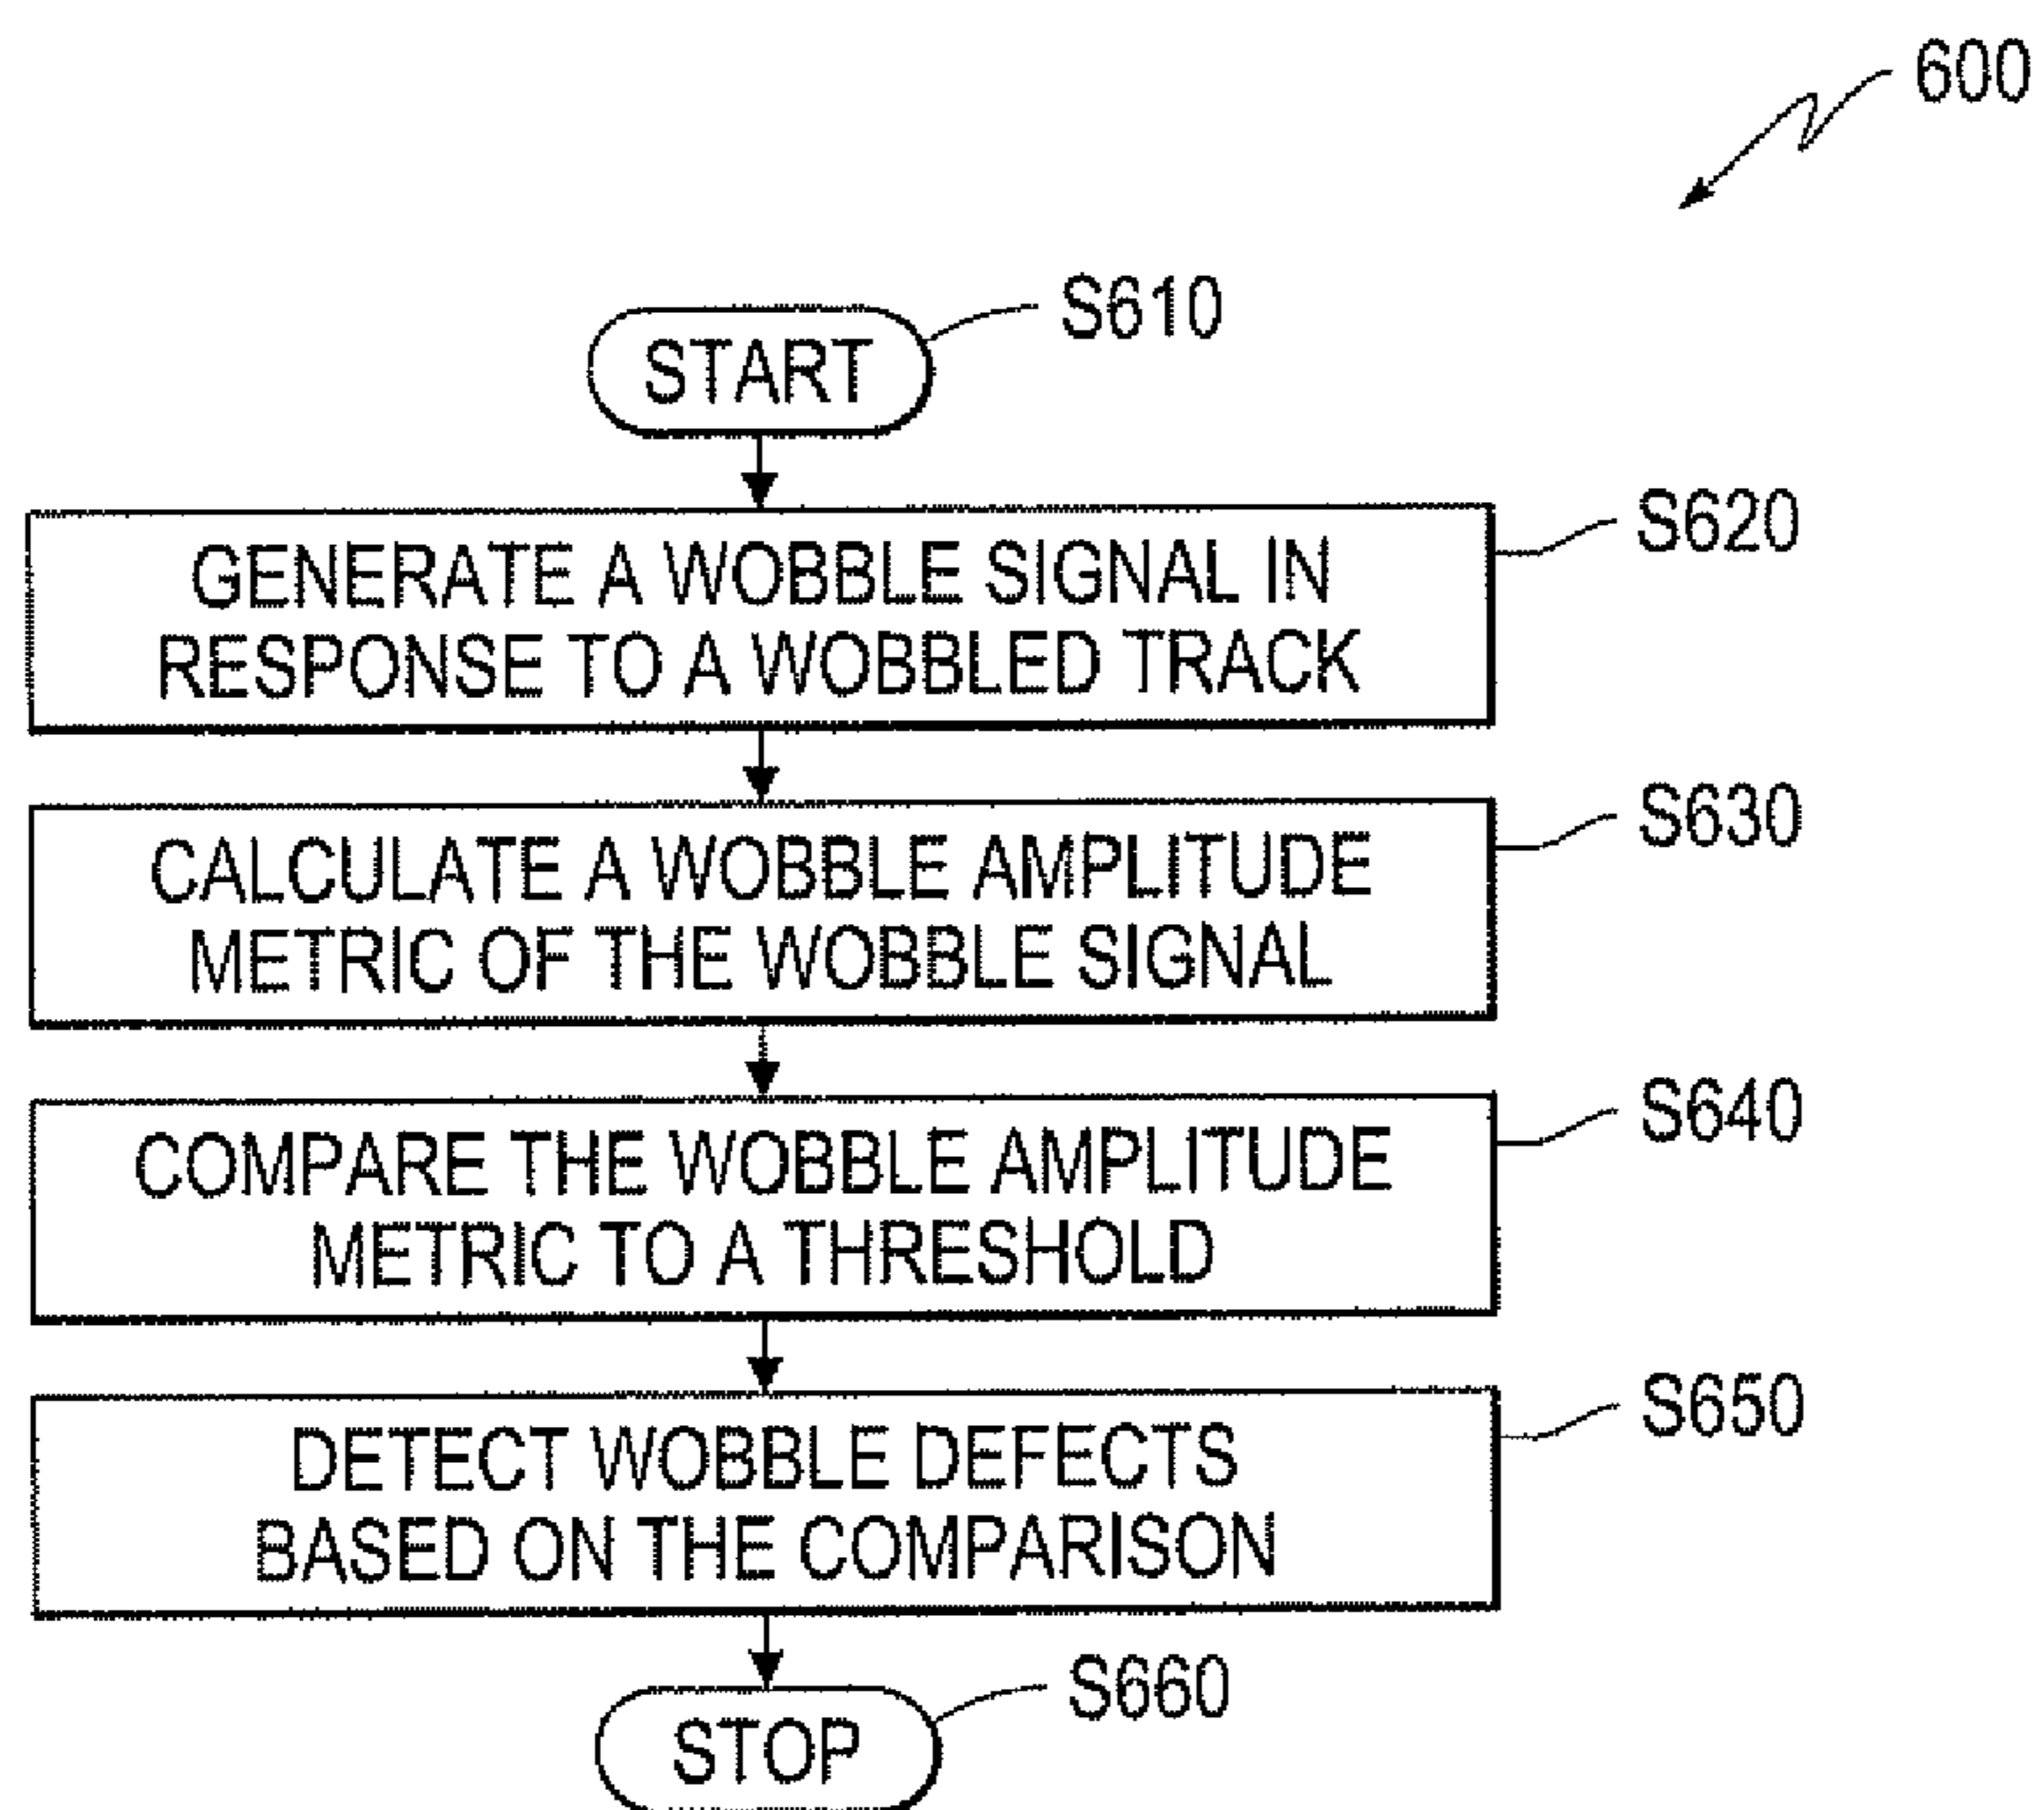 600
START
S610
GENERATE A WOBBLE SIGNAL IN
RESPONSE TO A WOBBLED TRACK
S620
CALCULATE A WOBBLE AMPLITUDE
METRIC OF THE WOBBLE SIGNAL
S630
COMPARE THE WOBBLE AMPLITUDE
METRIC TO A THRESHOLD
S640
DETECT WOBBLE DEFECTS
BASED ON THE COMPARISON
S650
STOP
S660